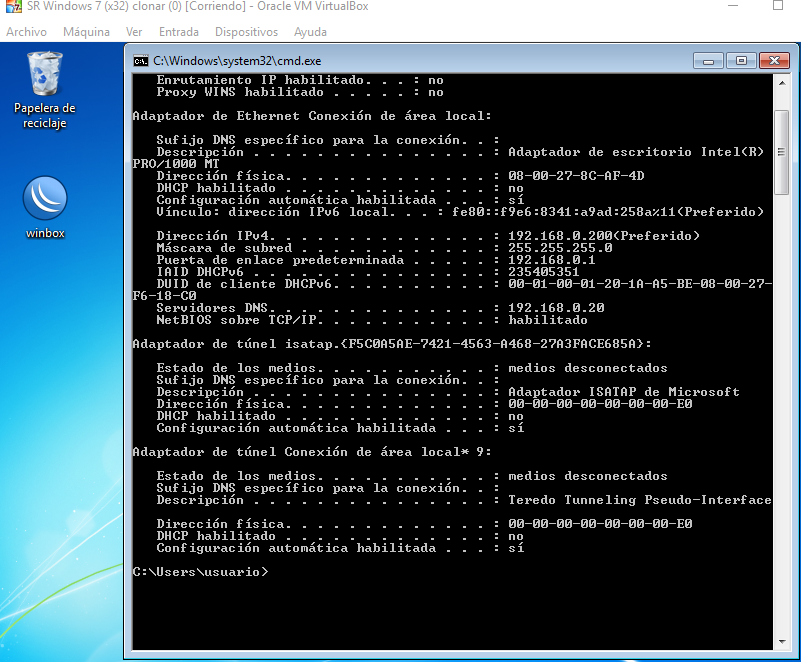 SR Windows 7 (x32) clonar (0) [Corriendo] - Oracle VM VirtualBox
Archivo Máquina Ver Entrada Dispositivos Ayuda
Papelera de
reciclaje
winbox
C:\Windows\system32\cmd.exe
Enrutamiento IP habilitado. . . : no
Proxy WINS habilitado . . . . . : no
Adaptador de Ethernet Conexión de área local:
Sufijo DNS específico para la conexión. . :
Descripción . . . . . . . . . . . . . . . : Adaptador de escritorio Intel(R)
PRO/1000 MT
Dirección física. . . . . . . . . . . . . : 08-00-27-8C-AF-4D
DHCP habilitado . . . . . . . . . . . . . : no
Configuración automática habilitada . . . : sí
Vínculo: dirección IPv6 local. . . : fe80::f9e6:8341:a9ad:258a%11(Preferido)
Dirección IPv4. . . . . . . . . . . . . . : 192.168.0.200(Preferido)
Máscara de subred . . . . . . . . . . . . : 255.255.255.0
Puerta de enlace predeterminada . . . . . : 192.168.0.1
IAID DHCPv6 . . . . . . . . . . . . . . . : 235405351
DUID de cliente DHCPv6. . . . . . . . . . : 00-01-00-01-20-1A-A5-BE-08-00-27-
F6-18-C0
Servidores DNS. . . . . . . . . . . . . . : 192.168.0.20
NetBIOS sobre TCP/IP. . . . . . . . . . . : habilitado
Adaptador de túnel isatap.{F5C0A5AE-7421-4563-A468-27A3FACE685A}:
Estado de los medios. . . . . . . . . . . : medios desconectados
Sufijo DNS específico para la conexión. . :
Descripción . . . . . . . . . . . . . . . : Adaptador ISATAP de Microsoft
Dirección física. . . . . . . . . . . . . : 00-00-00-00-00-00-00-E0
DHCP habilitado . . . . . . . . . . . . . : no
Configuración automática habilitada . . . : sí
Adaptador de túnel Conexión de área local* 9:
Estado de los medios. . . . . . . . . . . : medios desconectados
Sufijo DNS específico para la conexión. . :
Descripción . . . . . . . . . . . . . . . : Teredo Tunneling Pseudo-Interface
Dirección física. . . . . . . . . . . . . : 00-00-00-00-00-00-00-E0
DHCP habilitado . . . . . . . . . . . . . : no
Configuración automática habilitada . . . : sí
C:\Users\usuario>